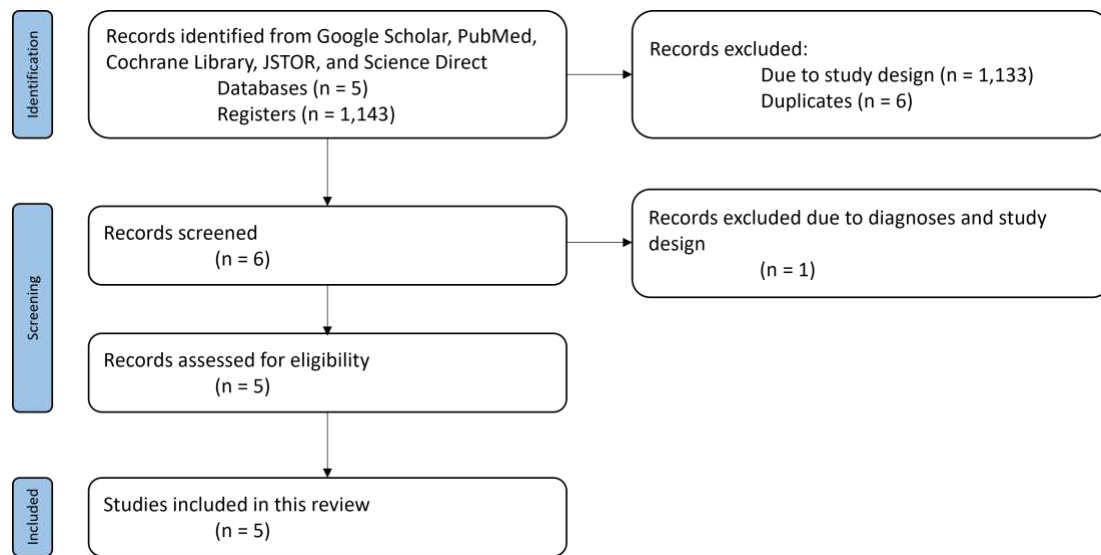 Identification
Records identified from Google Scholar, PubMed,
Cochrane Library, JSTOR, and Science Direct
Databases (n = 5)
Registers (n = 1,143)
Records excluded:
Due to study design (n = 1,133)
Duplicates (n = 6)
Screening
Records screened
(n = 6)
Records excluded due to diagnoses and study
design
(n = 1)
Records assessed for eligibility
(n = 5)
Included
Studies included in this review
(n = 5)